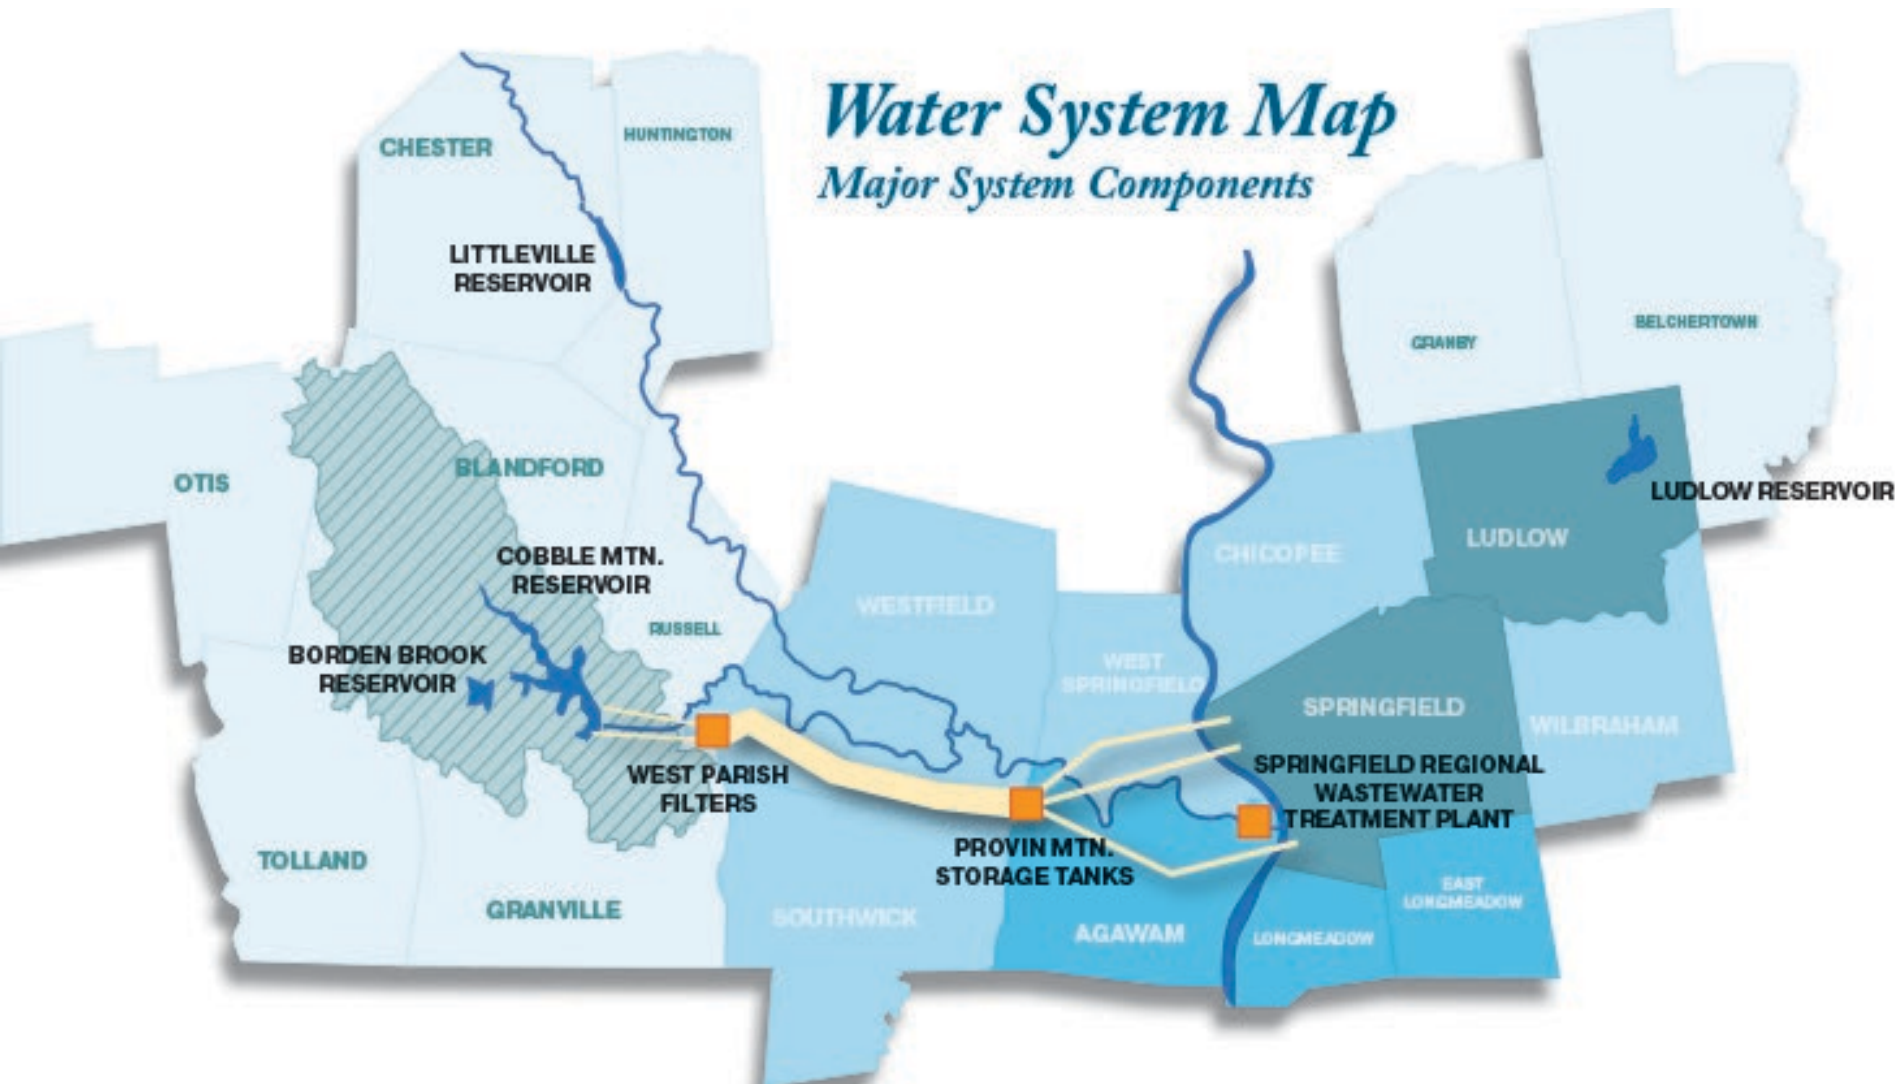 Water System Map
Major System Components
CHESTER
HUNTINGTON
LITTLEVILLE
RESERVOIR
GRANBY
BELCHERTOWN
OTIS
BLANDFORD
LUDLOW RESERVOIR
LUDLOW
CHICOPEE
COBBLE MTN.
RESERVOIR
WESTFIELD
RUSSELL
BORDEN BROOK
RESERVOIR
WEST
SPRINGFIELD
SPRINGFIELD
WILBRAHAM
WEST PARISH
FILTERS
SPRINGFIELD REGIONAL
WASTEWATER
TREATMENT PLANT
PROVIN MTN.
STORAGE TANKS
TOLLAND
GRANVILLE
SOUTHWICK
AGAWAM
LONGMEADOW
EAST
LONGMEADOW